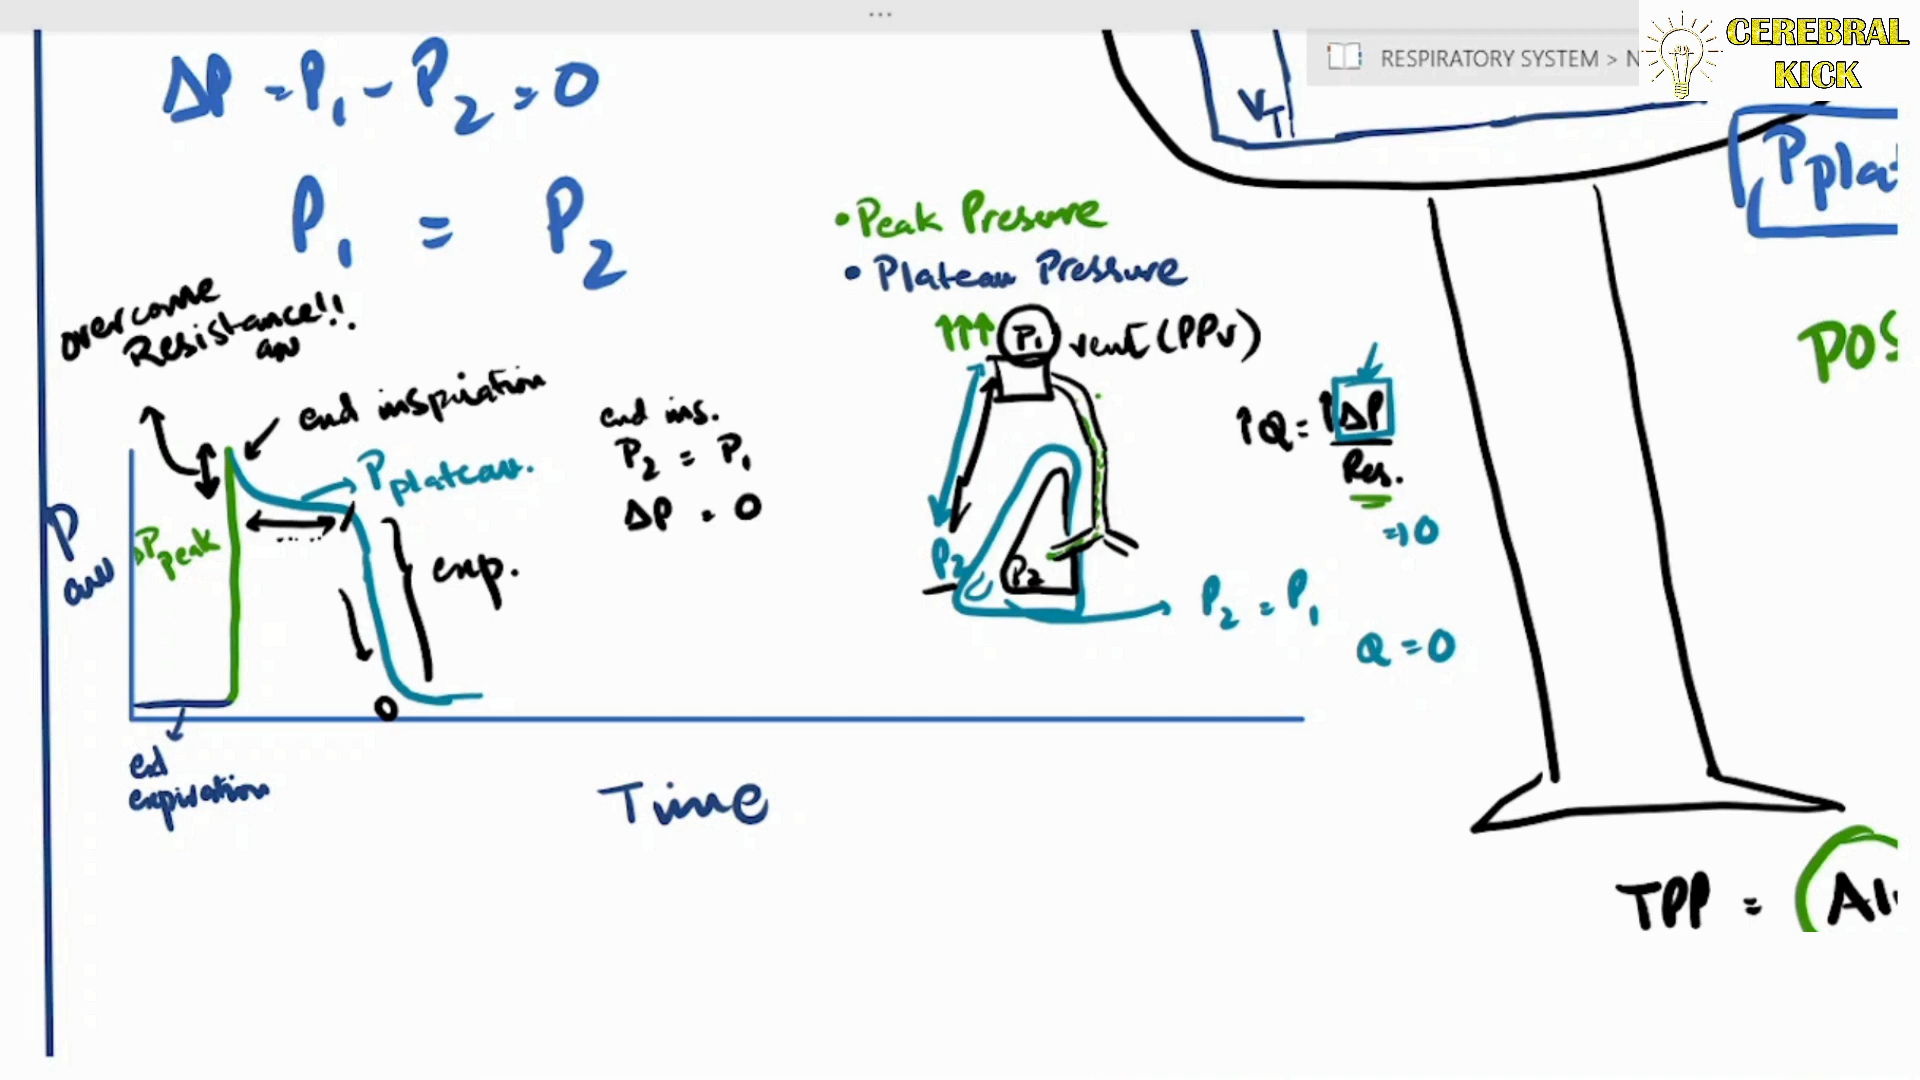 ...
RESPIRATORY SYSTEM > N
CEREBRAL
KICK
ΔP = P₁ - P₂ = 0
P₁ = P₂
overcome
Resistance!!
aw
end inspiration
Pplateau.
P
aw
Ppeak
exp.
0
end
expiration
Time
end ins.
P₂ = P₁
ΔP = 0
• Peak Pressure
• Plateau Pressure
↑↑↑ P₁ vent (PPV)
P₂
P₂
P₂ = P₁
↑Q = ↑ΔP
Res.
= 0
Q = 0
VT
Pplat
POS
TPP = Al